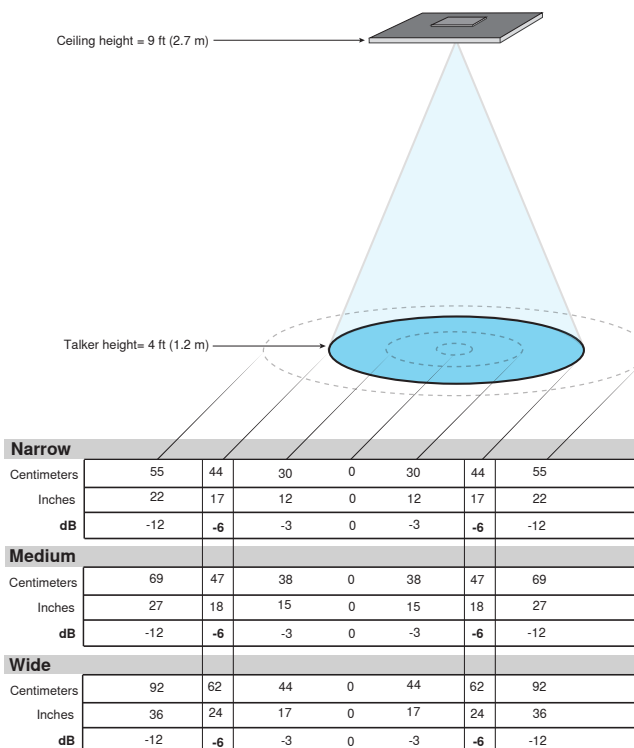 Ceiling height = 9 ft (2.7 m)
Talker height= 4 ft (1.2 m)
Narrow
Centimeters 55 44 30 0 30 44 55
Inches 22 17 12 0 12 17 22
dB -12 -6 -3 0 -3 -6 -12
Medium
Centimeters 69 47 38 0 38 47 69
Inches 27 18 15 0 15 18 27
dB -12 -6 -3 0 -3 -6 -12
Wide
Centimeters 92 62 44 0 44 62 92
Inches 36 24 17 0 17 24 36
dB -12 -6 -3 0 -3 -6 -12